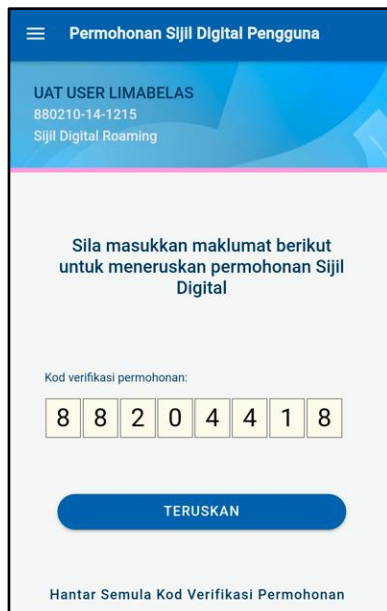 Permohonan Sijil Digital Pengguna
UAT USER LIMABELAS
880210-14-1215
Sijil Digital Roaming
Sila masukkan maklumat berikut
untuk meneruskan permohonan Sijil
Digital
Kod verifikasi permohonan:
8 8 2 0 4 4 1 8
TERUSKAN
Hantar Semula Kod Verifikasi Permohonan